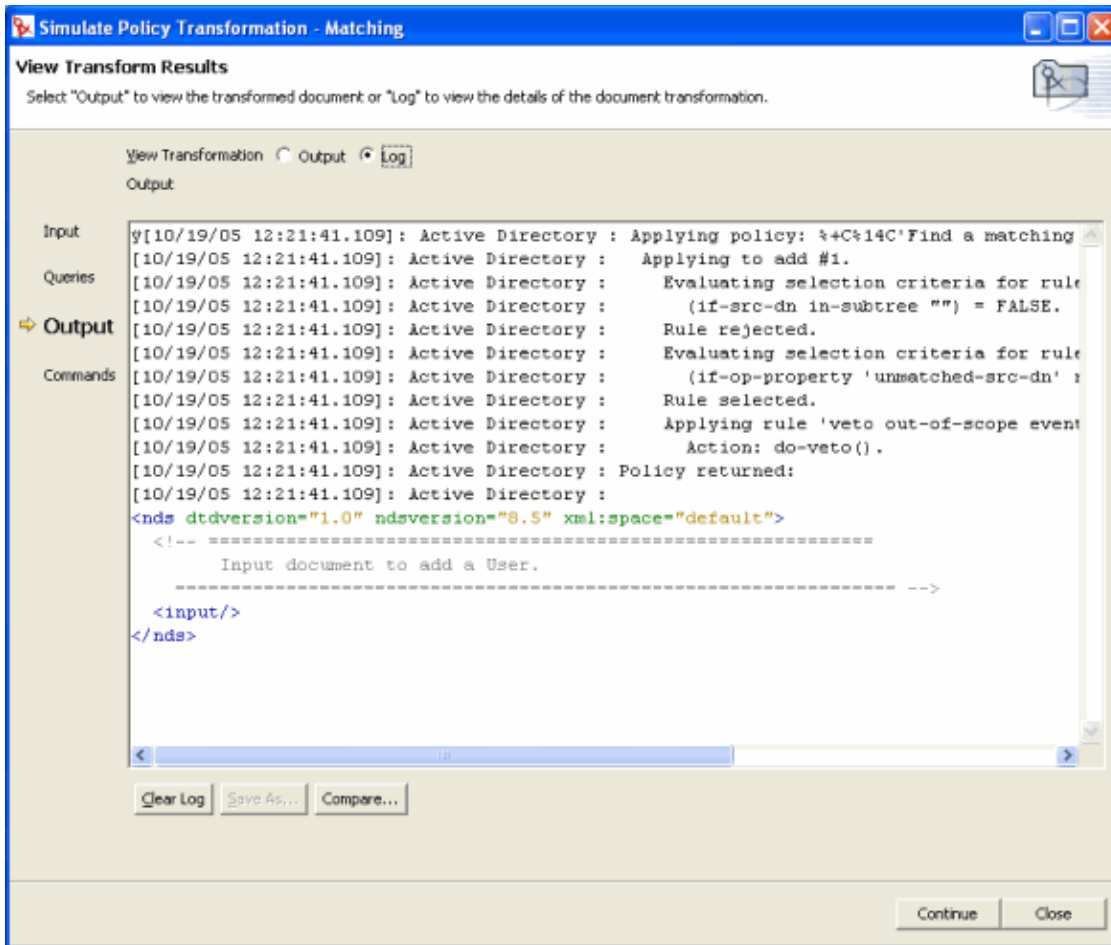 Simulate Policy Transformation - Matching
View Transform Results
Select "Output" to view the transformed document or "Log" to view the details of the document transformation.
View Transformation Output Log
Output
Input
Queries
Output
Commands
ÿ[10/19/05 12:21:41.109]: Active Directory : Applying policy: %+C%14C'Find a matching
[10/19/05 12:21:41.109]: Active Directory :   Applying to add #1.
[10/19/05 12:21:41.109]: Active Directory :     Evaluating selection criteria for rule
[10/19/05 12:21:41.109]: Active Directory :       (if-src-dn in-subtree "") = FALSE.
[10/19/05 12:21:41.109]: Active Directory :     Rule rejected.
[10/19/05 12:21:41.109]: Active Directory :     Evaluating selection criteria for rule
[10/19/05 12:21:41.109]: Active Directory :       (if-op-property 'unmatched-src-dn'
[10/19/05 12:21:41.109]: Active Directory :     Rule selected.
[10/19/05 12:21:41.109]: Active Directory :     Applying rule 'veto out-of-scope event
[10/19/05 12:21:41.109]: Active Directory :       Action: do-veto().
[10/19/05 12:21:41.109]: Active Directory : Policy returned:
[10/19/05 12:21:41.109]: Active Directory :
<nds dtdversion="1.0" ndsversion="8.5" xml:space="default">
<!-- ============================================================
Input document to add a User.
================================================================= -->
<input/>
</nds>
Clear Log Save As... Compare...
Continue Close